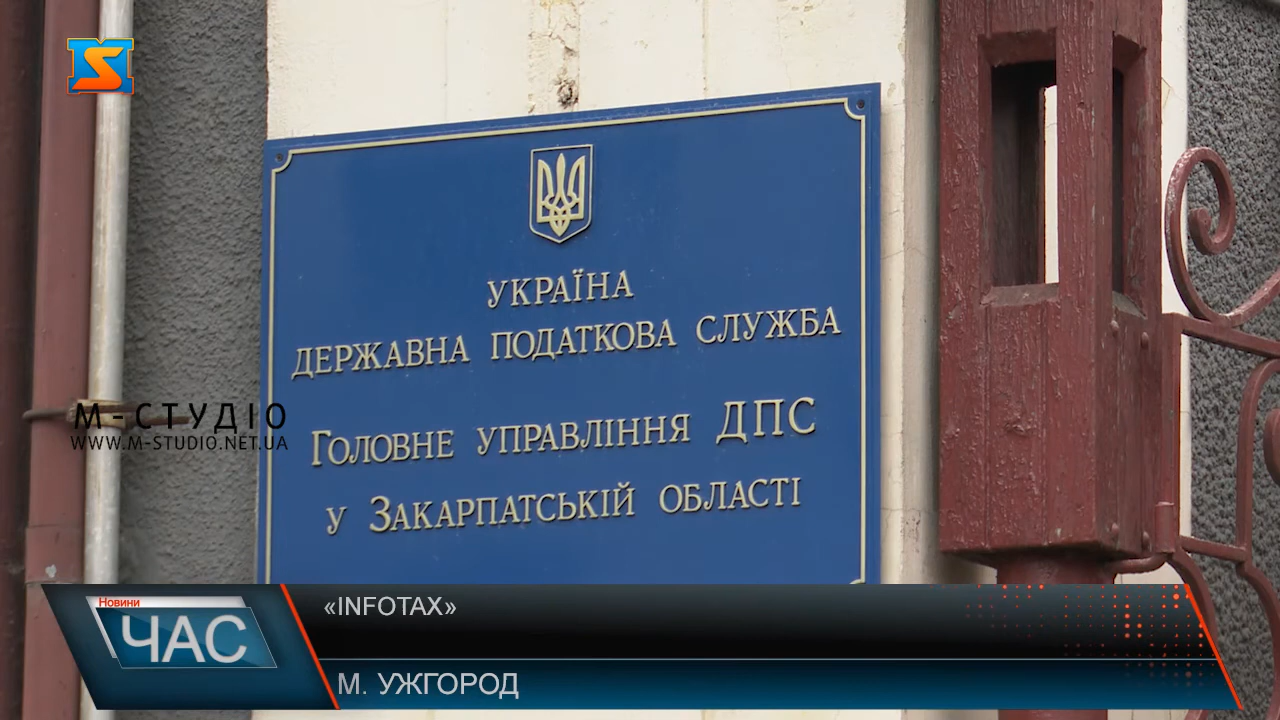 УКРАЇНА
ДЕРЖАВНА ПОДАТКОВА СЛУЖБА
ГОЛОВНЕ УПРАВЛІННЯ ДПС
У ЗАКАРПАТСЬКІЙ ОБЛАСТІ
М-СТУДІО
WWW.M-STUDIO.NET.UA
Новини
ЧАС
«INFOTAX»
М. УЖГОРОД